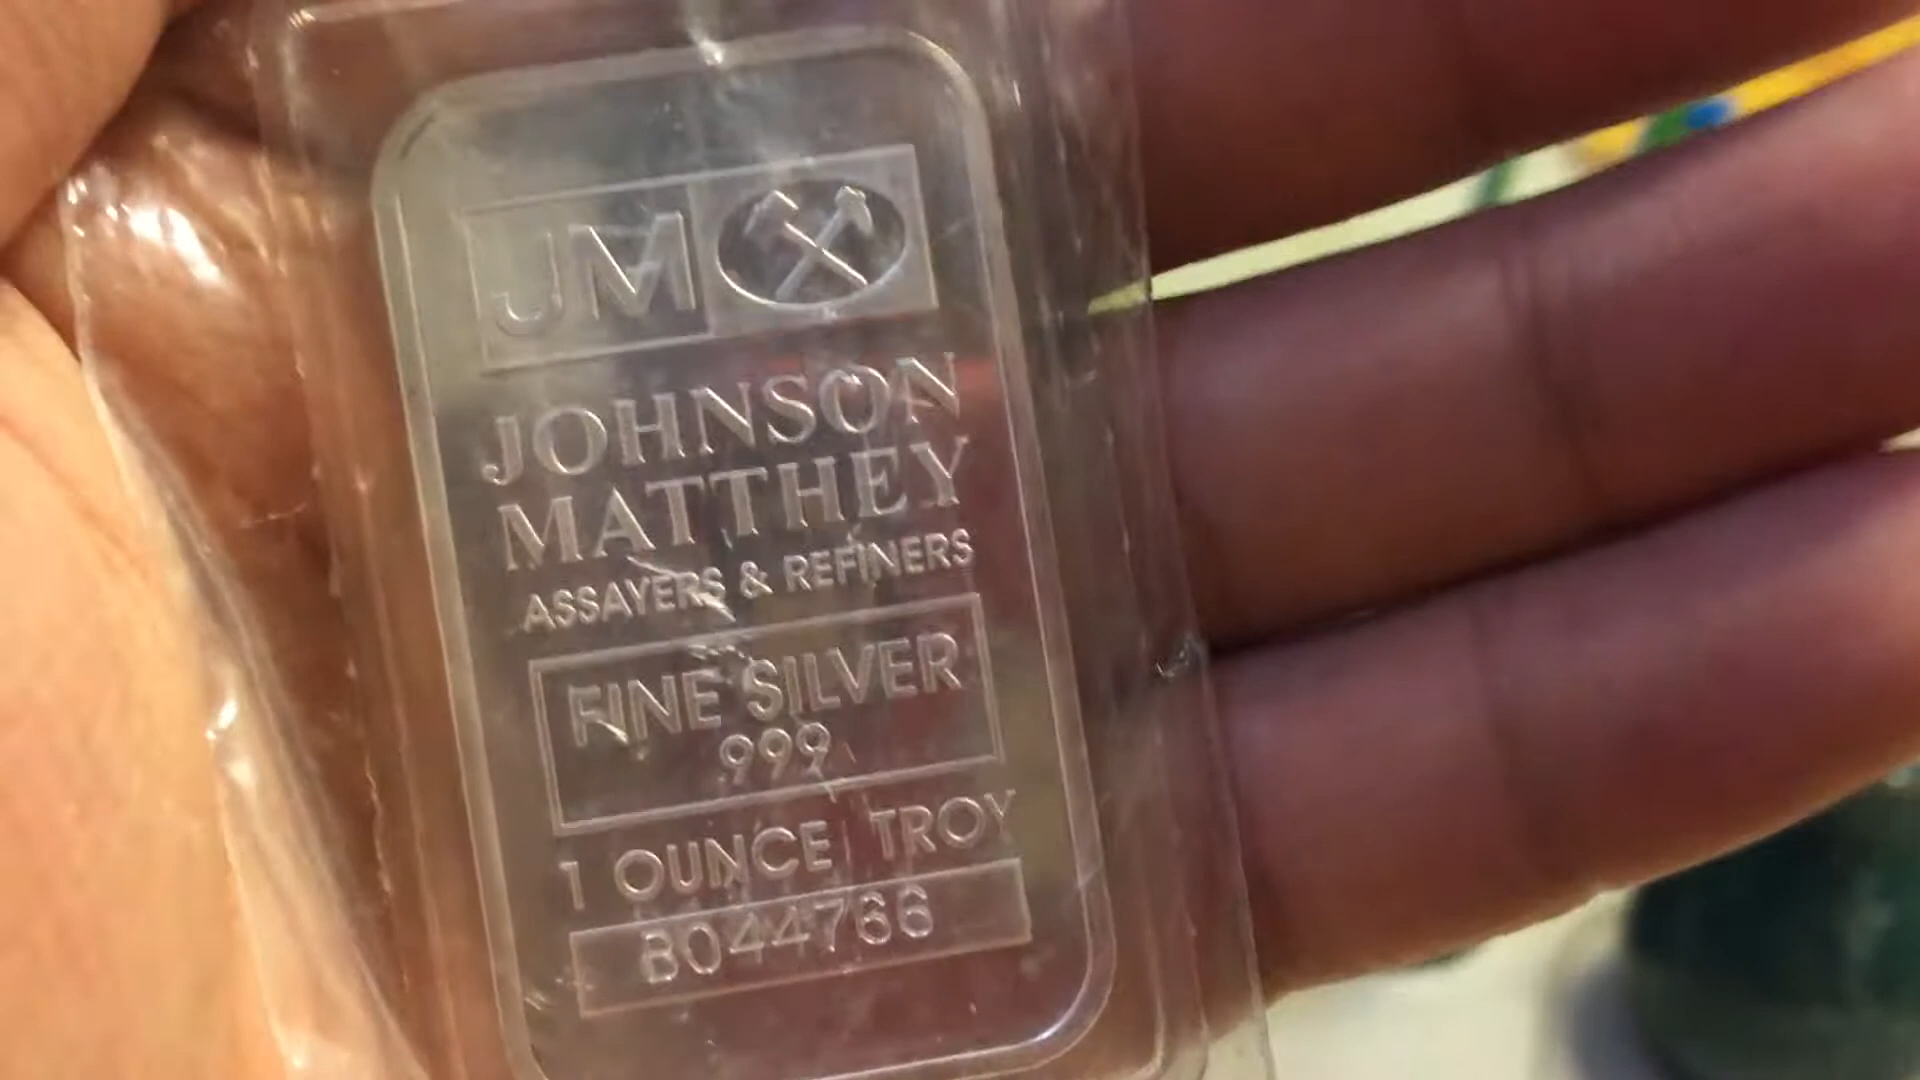 JM
JOHNSON
MATTHEY
ASSAYERS & REFINERS
FINE SILVER
999
1 OUNCE TROY
B044766